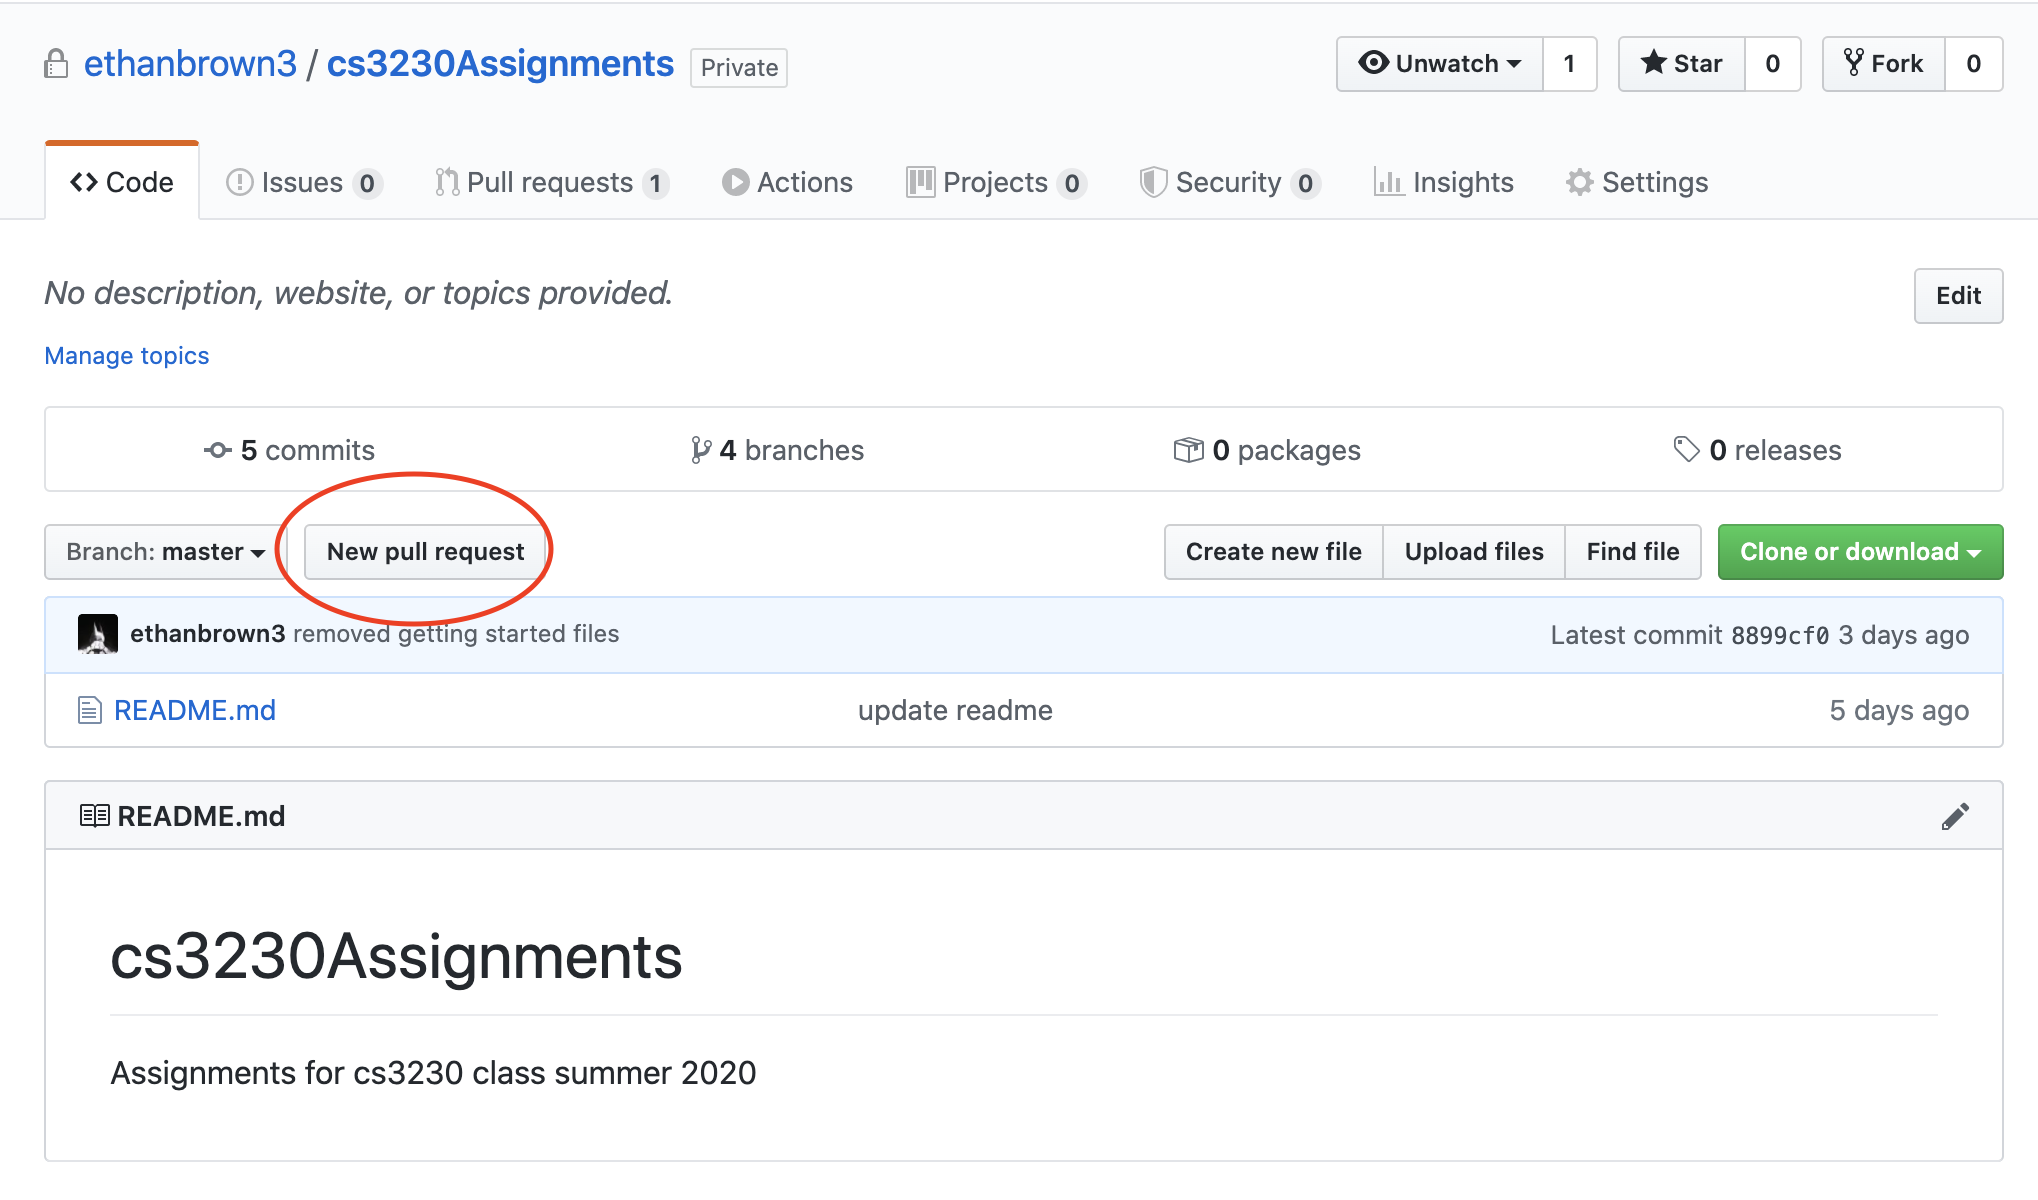 ethanbrown3 / cs3230Assignments Private Unwatch 1 Star 0 Fork 0
Code Issues 0 Pull requests 1 Actions Projects 0 Security 0 Insights Settings
No description, website, or topics provided. Edit
Manage topics
5 commits 4 branches 0 packages 0 releases
Branch: master New pull request Create new file Upload files Find file Clone or download
ethanbrown3 removed getting started files Latest commit 8899cf0 3 days ago
README.md update readme 5 days ago
README.md
cs3230Assignments
Assignments for cs3230 class summer 2020